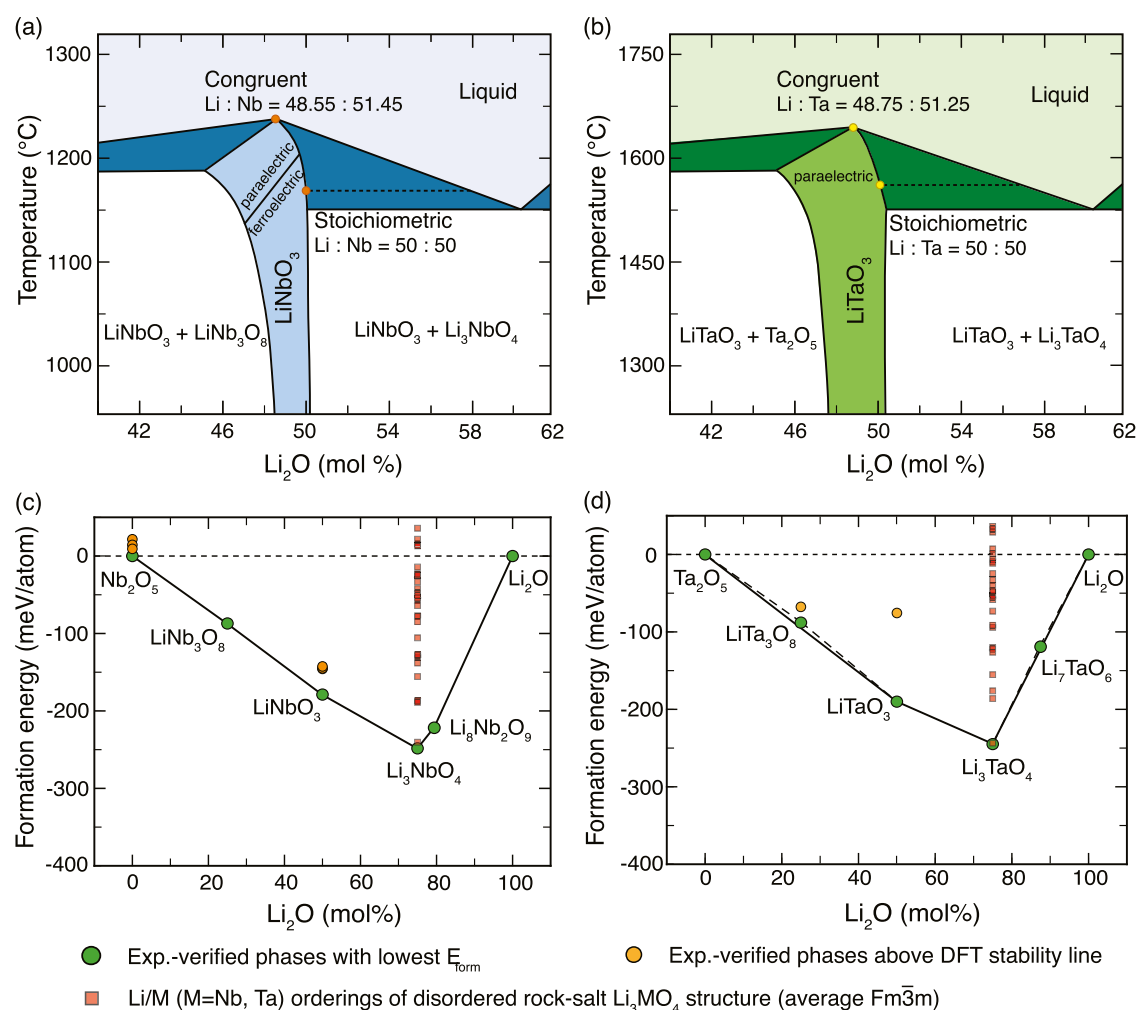 (a)
1300
1200
1100
1000
Temperature (°C)
Congruent
Li : Nb = 48.55 : 51.45
Liquid
paraelectric
ferroelectric
LiNbO₃
Stoichiometric
Li : Nb = 50 : 50
LiNbO₃ + LiNb₃O₈
LiNbO₃ + Li₃NbO₄
42 46 50 54 58 62
Li₂O (mol %)
(b)
1750
1600
1450
1300
Temperature (°C)
Congruent
Li : Ta = 48.75 : 51.25
Liquid
paraelectric
LiTaO₃
Stoichiometric
Li : Ta = 50 : 50
LiTaO₃ + Ta₂O₅
LiTaO₃ + Li₃TaO₄
42 46 50 54 58 62
Li₂O (mol %)
(c)
0
-100
-200
-300
-400
Formation energy (meV/atom)
Nb₂O₅
LiNb₃O₈
LiNbO₃
Li₃NbO₄
Li₈Nb₂O₉
Li₂O
0 20 40 60 80 100
Li₂O (mol%)
(d)
0
-100
-200
-300
-400
Formation energy (meV/atom)
Ta₂O₅
LiTa₃O₈
LiTaO₃
Li₃TaO₄
Li₇TaO₆
Li₂O
0 20 40 60 80 100
Li₂O (mol%)
Exp.-verified phases with lowest E_form
Exp.-verified phases above DFT stability line
Li/M (M=Nb, Ta) orderings of disordered rock-salt Li₃MO₄ structure (average Fm3̅m)